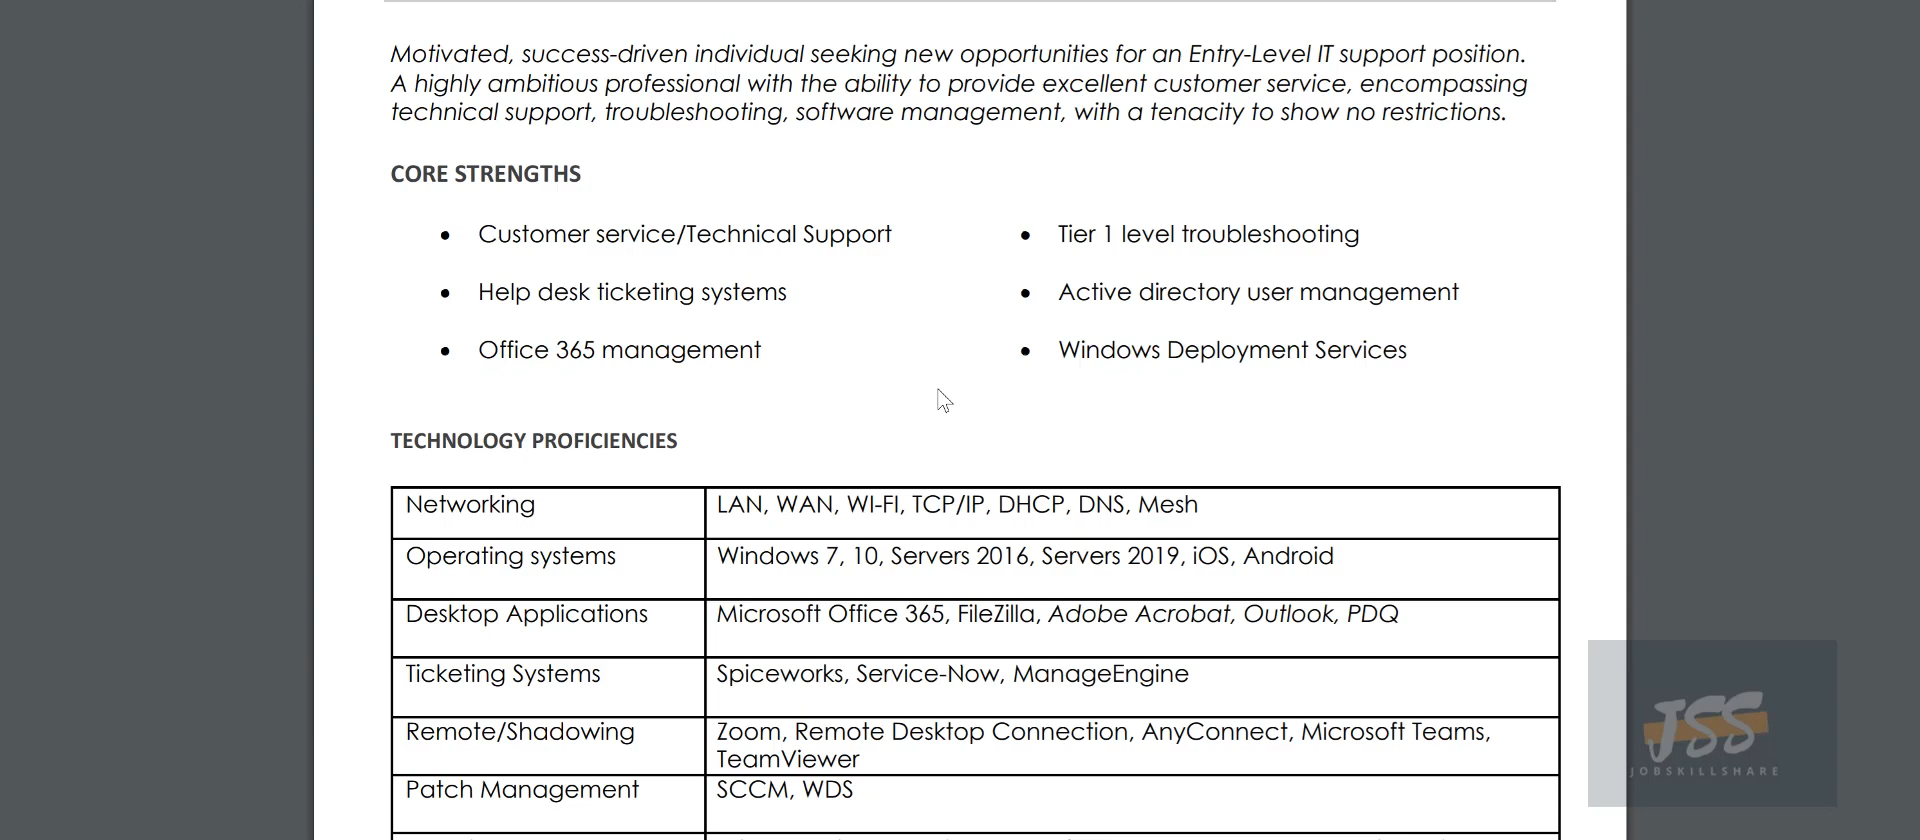 Motivated, success-driven individual seeking new opportunities for an Entry-Level IT support position.
A highly ambitious professional with the ability to provide excellent customer service, encompassing
technical support, troubleshooting, software management, with a tenacity to show no restrictions.
CORE STRENGTHS
• Customer service/Technical Support
• Help desk ticketing systems
• Office 365 management
• Tier 1 level troubleshooting
• Active directory user management
• Windows Deployment Services
TECHNOLOGY PROFICIENCIES
Networking LAN, WAN, WI-FI, TCP/IP, DHCP, DNS, Mesh
Operating systems Windows 7, 10, Servers 2016, Servers 2019, iOS, Android
Desktop Applications Microsoft Office 365, FileZilla, Adobe Acrobat, Outlook, PDQ
Ticketing Systems Spiceworks, Service-Now, ManageEngine
Remote/Shadowing Zoom, Remote Desktop Connection, AnyConnect, Microsoft Teams,
TeamViewer
Patch Management SCCM, WDS
JSS
JOBSKILLSHARE